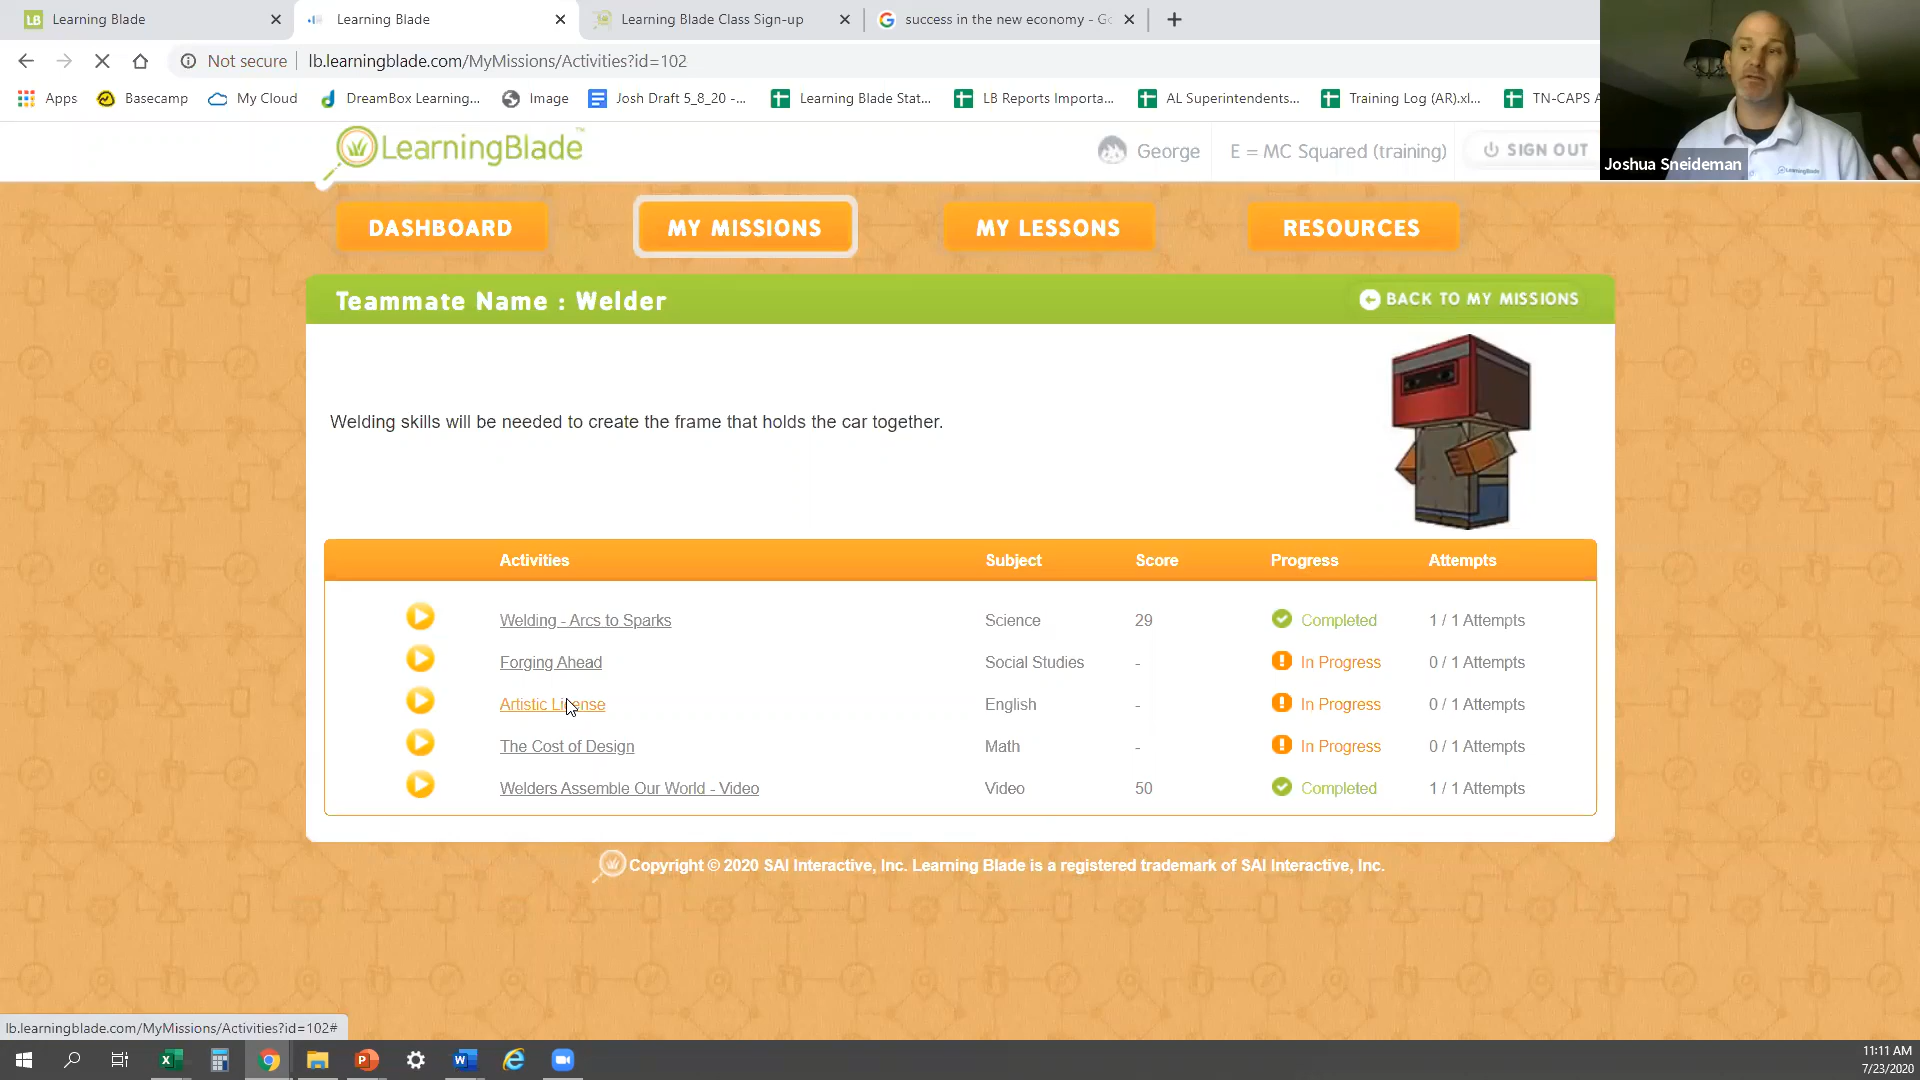 LB Learning Blade
Learning Blade
Learning Blade Class Sign-up
success in the new economy - Go
Not secure | lb.learningblade.com/MyMissions/Activities?id=102
Apps
Basecamp
My Cloud
DreamBox Learning...
Image
Josh Draft 5_8_20 -...
Learning Blade Stat...
LB Reports Importa...
AL Superintendents...
Training Log (AR).xl...
TN-CAPS A
LearningBlade™
George
E = MC Squared (training)
SIGN OUT
Joshua Sneideman
LearningBlade
DASHBOARD
MY MISSIONS
MY LESSONS
RESOURCES
Teammate Name : Welder
BACK TO MY MISSIONS
Welding skills will be needed to create the frame that holds the car together.
Activities Subject Score Progress Attempts
Welding - Arcs to Sparks Science 29 Completed 1 / 1 Attempts
Forging Ahead Social Studies - In Progress 0 / 1 Attempts
Artistic License English - In Progress 0 / 1 Attempts
The Cost of Design Math - In Progress 0 / 1 Attempts
Welders Assemble Our World - Video Video 50 Completed 1 / 1 Attempts
Copyright © 2020 SAI Interactive, Inc. Learning Blade is a registered trademark of SAI Interactive, Inc.
lb.learningblade.com/MyMissions/Activities?id=102#
11:11 AM
7/23/2020